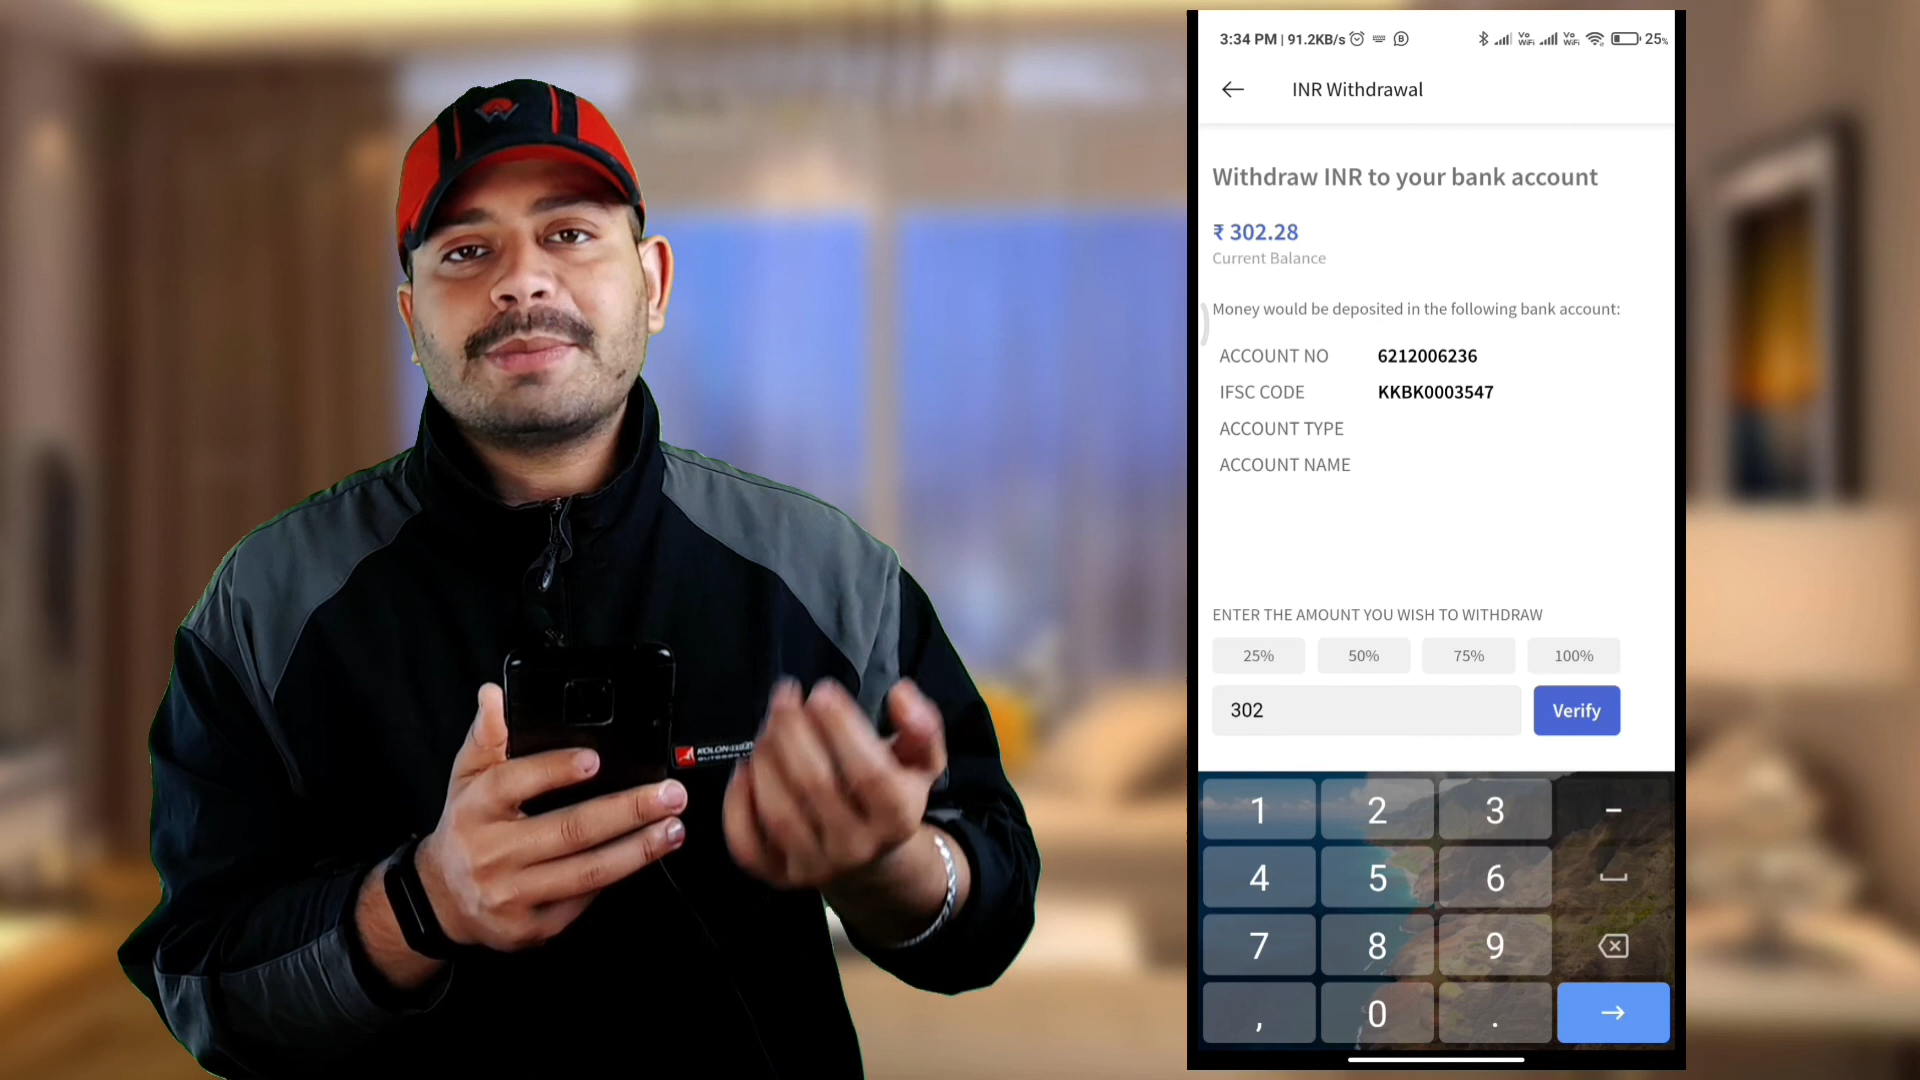 3:34 PM | 91.2KB/s
25%
INR Withdrawal
Withdraw INR to your bank account
₹ 302.28
Current Balance
Money would be deposited in the following bank account:
ACCOUNT NO 6212006236
IFSC CODE KKBK0003547
ACCOUNT TYPE
ACCOUNT NAME
ENTER THE AMOUNT YOU WISH TO WITHDRAW
25% 50% 75% 100%
302 Verify
1 2 3 -
4 5 6
7 8 9
, 0 .
KOLON